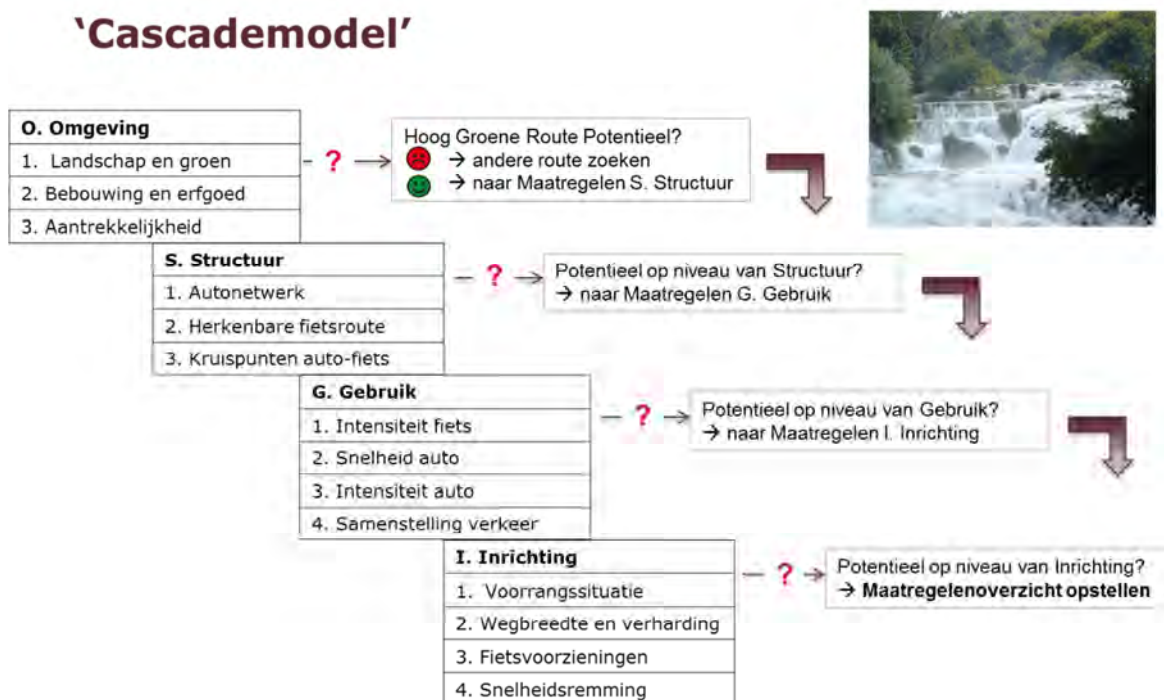 ‘Cascademodel’
O. Omgeving
1. Landschap en groen
2. Bebouwing en erfgoed
3. Aantrekkelijkheid
?
Hoog Groene Route Potentieel?
→ andere route zoeken
→ naar Maatregelen S. Structuur
S. Structuur
1. Autonetwerk
2. Herkenbare fietsroute
3. Kruispunten auto-fiets
?
Potentieel op niveau van Structuur?
→ naar Maatregelen G. Gebruik
G. Gebruik
1. Intensiteit fiets
2. Snelheid auto
3. Intensiteit auto
4. Samenstelling verkeer
?
Potentieel op niveau van Gebruik?
→ naar Maatregelen I. Inrichting
I. Inrichting
1. Voorrangssituatie
2. Wegbreedte en verharding
3. Fietsvoorzieningen
4. Snelheidsremming
?
Potentieel op niveau van Inrichting?
→ Maatregelenoverzicht opstellen